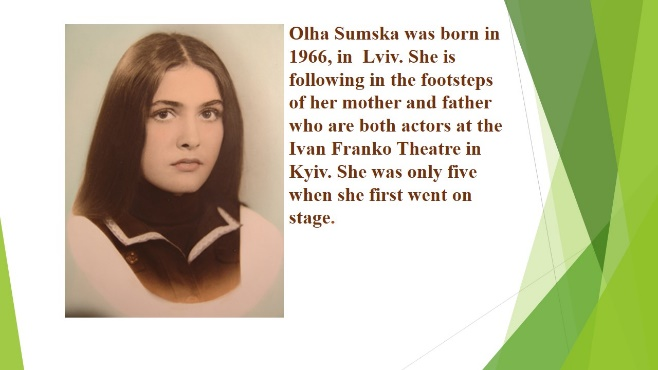 Olha Sumska was born in
1966, in  Lviv. She is
following in the footsteps
of her mother and father
who are both actors at the
Ivan Franko Theatre in
Kyiv. She was only five
when she first went on
stage.